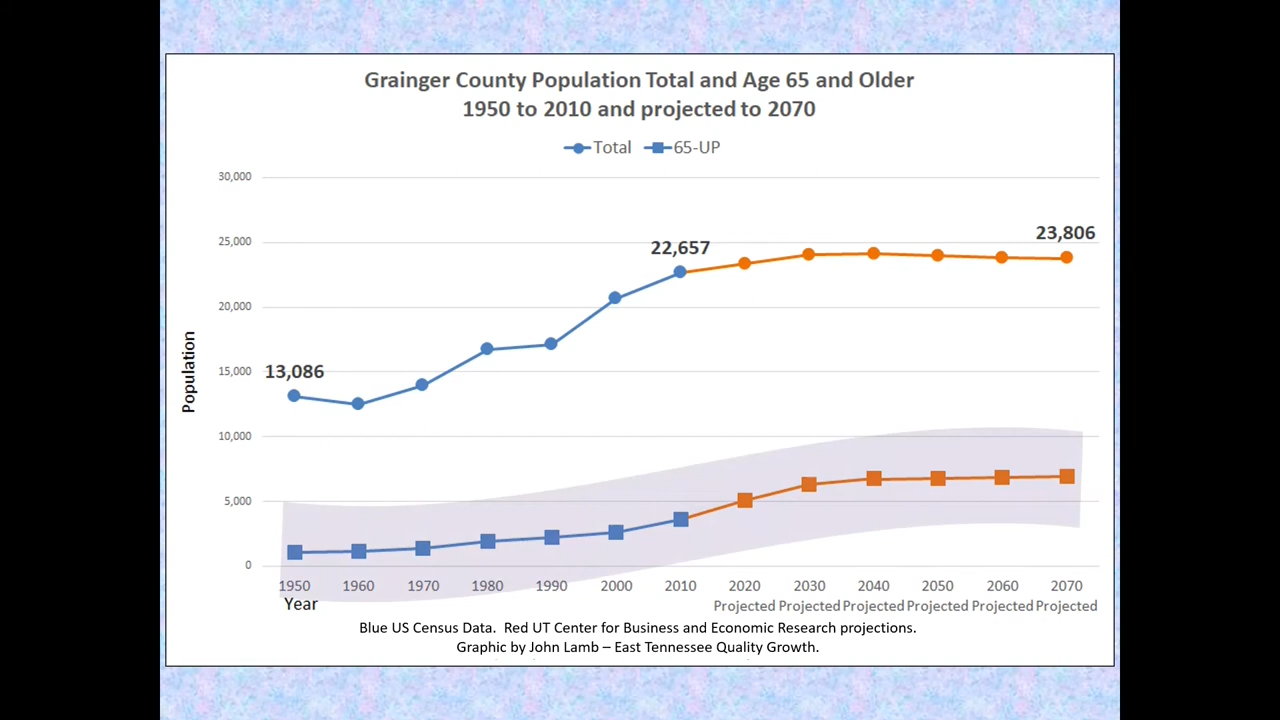 Grainger County Population Total and Age 65 and Older
1950 to 2010 and projected to 2070
Total 65-UP
30,000
25,000
20,000
15,000
10,000
5,000
0
Population
13,086
22,657
23,806
1950 1960 1970 1980 1990 2000 2010 2020 2030 2040 2050 2060 2070
Year
Projected Projected Projected Projected Projected Projected
Blue US Census Data. Red UT Center for Business and Economic Research projections.
Graphic by John Lamb – East Tennessee Quality Growth.